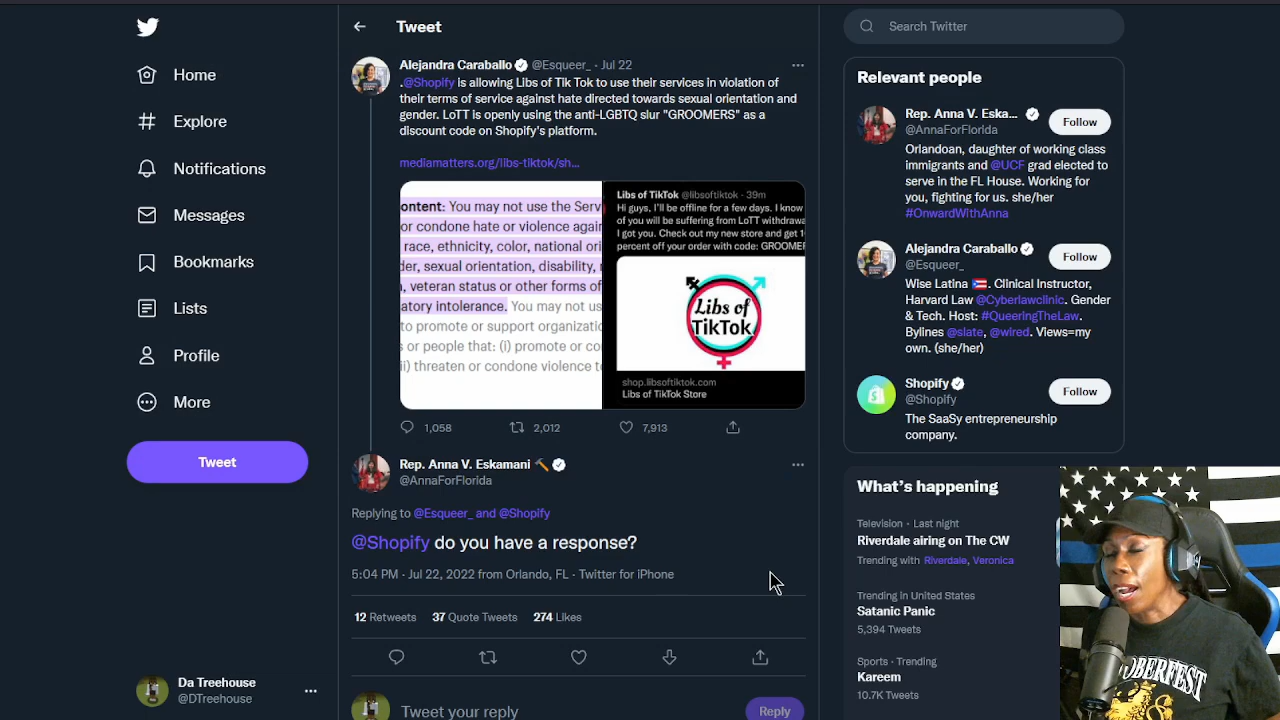 Tweet
Search Twitter
Home
Explore
Notifications
Messages
Bookmarks
Lists
Profile
More
Tweet
Da Treehouse
@DTreehouse
Alejandra Caraballo @Esqueer_ · Jul 22
.@Shopify is allowing Libs of Tik Tok to use their services in violation of
their terms of service against hate directed towards sexual orientation and
gender. LoTT is openly using the anti-LGBTQ slur "GROOMERS" as a
discount code on Shopify's platform.
mediamatters.org/libs-tiktok/sh...
ontent: You may not use the Serv
or condone hate or violence again
race, ethnicity, color, national ori
der, sexual orientation, disability,
, veteran status or other forms of
atory intolerance. You may not us
to promote or support organizatio
s or people that: (i) promote or co
ii) threaten or condone violence t
Libs of TikTok @libsoftiktok · 39m
Hi guys, I'll be offline for a few days. I know
of you will be suffering from LoTT withdrawa
I got you. Check out my new store and get 1
percent off your order with code: GROOMER
Libs of
TikTok
shop.libsoftiktok.com
Libs of TikTok Store
1,058 2,012 7,913
Rep. Anna V. Eskamani
@AnnaForFlorida
Replying to @Esqueer_ and @Shopify
@Shopify do you have a response?
5:04 PM · Jul 22, 2022 from Orlando, FL · Twitter for iPhone
12 Retweets 37 Quote Tweets 274 Likes
Tweet your reply
Reply
Relevant people
Rep. Anna V. Eska...
@AnnaForFlorida
Follow
Orlandoan, daughter of working class
immigrants and @UCF grad elected to
serve in the FL House. Working for
you, fighting for us. she/her
#OnwardWithAnna
Alejandra Caraballo
@Esqueer_
Follow
Wise Latina 🇵🇷. Clinical Instructor,
Harvard Law @Cyberlawclinic. Gender
& Tech. Host: #QueeringTheLaw.
Bylines @slate, @wired. Views=my
own. (she/her)
Shopify
@Shopify
Follow
The SaaSy entrepreneurship
company.
What's happening
Television · Last night
Riverdale airing on The CW
Trending with Riverdale, Veronica
Trending in United States
Satanic Panic
5,394 Tweets
Sports · Trending
Kareem
10.7K Tweets